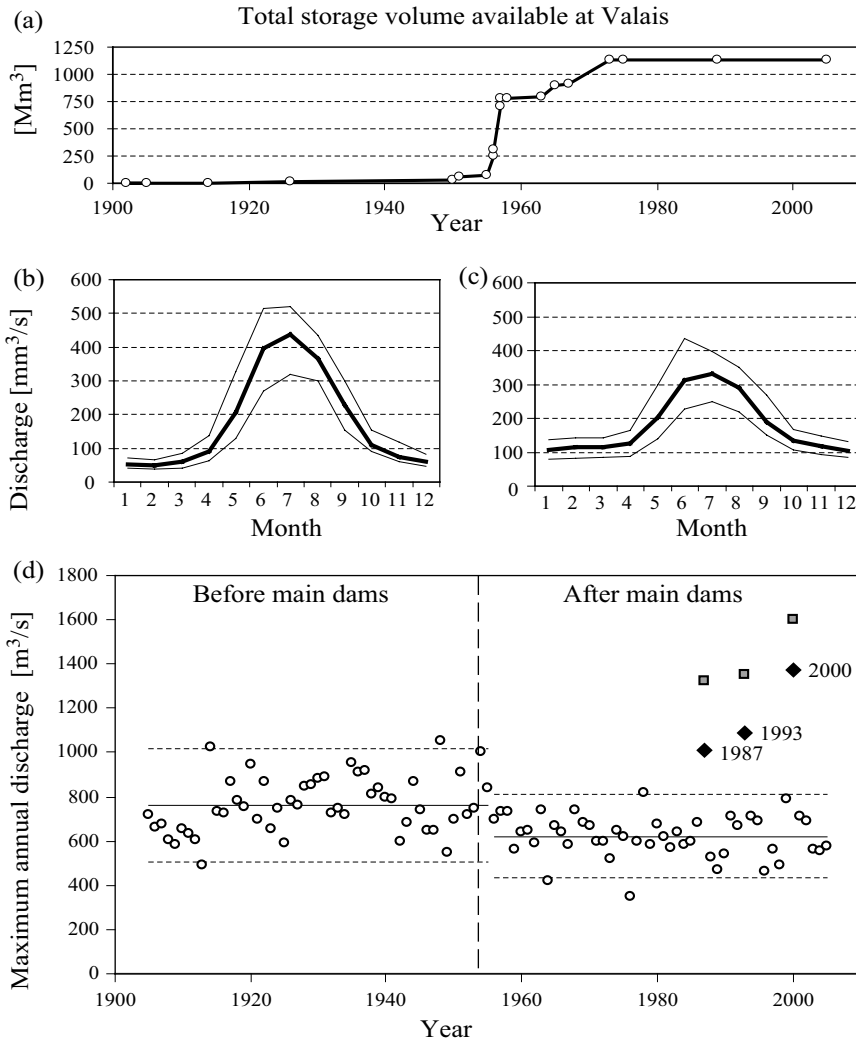 (a)
Total storage volume available at Valais
[Mm³]
1250
1000
750
500
250
0
1900 1920 1940 1960 1980 2000
Year
(b)
Discharge [mm³/s]
600
500
400
300
200
100
0
1 2 3 4 5 6 7 8 9 10 11 12
Month
(c)
600
500
400
300
200
100
0
1 2 3 4 5 6 7 8 9 10 11 12
Month
(d)
Maximum annual discharge [m³/s]
1800
1600
1400
1200
1000
800
600
400
200
0
Before main dams
After main dams
2000
1993
1987
1900 1920 1940 1960 1980 2000
Year